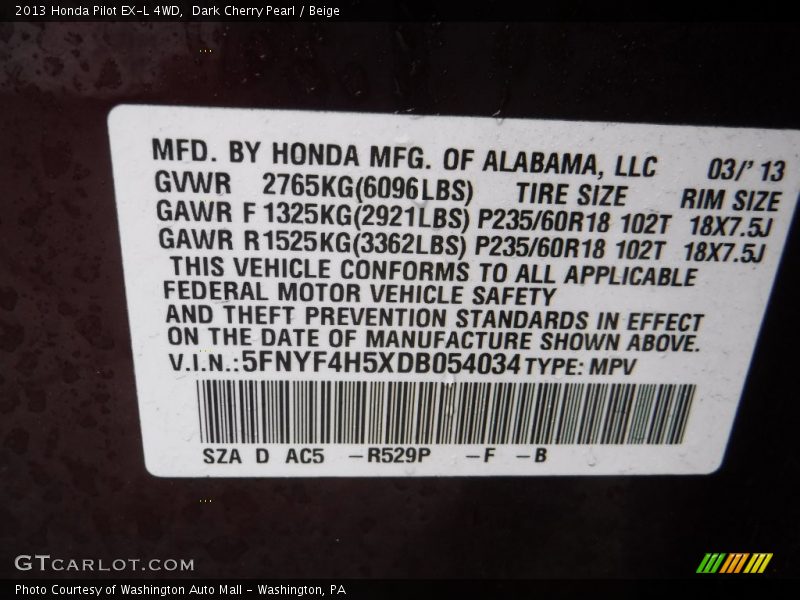 2013 Honda Pilot EX-L 4WD,  Dark Cherry Pearl / Beige
MFD. BY HONDA MFG. OF ALABAMA, LLC 03/' 13
GVWR 2765KG(6096LBS) TIRE SIZE RIM SIZE
GAWR F 1325KG(2921LBS) P235/60R18 102T 18X7.5J
GAWR R1525KG(3362LBS) P235/60R18 102T 18X7.5J
THIS VEHICLE CONFORMS TO ALL APPLICABLE
FEDERAL MOTOR VEHICLE SAFETY
AND THEFT PREVENTION STANDARDS IN EFFECT
ON THE DATE OF MANUFACTURE SHOWN ABOVE.
V.I.N.:5FNYF4H5XDB054034 TYPE: MPV
SZA D AC5 -R529P -F -B
GTCARLOT.COM
Photo Courtesy of Washington Auto Mall - Washington, PA